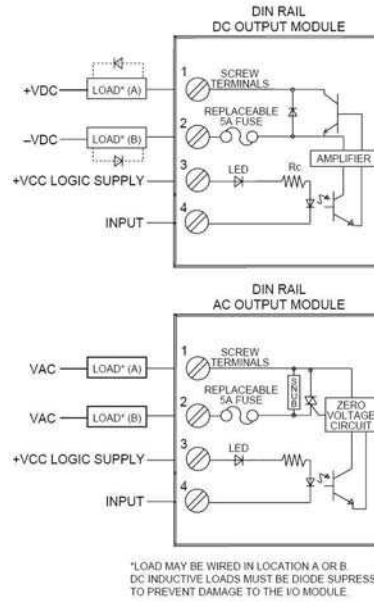 DIN RAIL
DC OUTPUT MODULE
1
SCREW
TERMINALS
+VDC
LOAD* (A)
REPLACEABLE
5A FUSE
2
–VDC
LOAD* (B)
AMPLIFIER
3
LED
Rc
+VCC LOGIC SUPPLY
4
INPUT
DIN RAIL
AC OUTPUT MODULE
1
SCREW
TERMINALS
VAC
LOAD* (A)
REPLACEABLE
5A FUSE
SNUB
2
VAC
LOAD* (B)
ZERO
VOLTAGE
CIRCUIT
3
LED
+VCC LOGIC SUPPLY
4
INPUT
*LOAD MAY BE WIRED IN LOCATION A OR B.
DC INDUCTIVE LOADS MUST BE DIODE SUPRESS
TO PREVENT DAMAGE TO THE I/O MODULE.